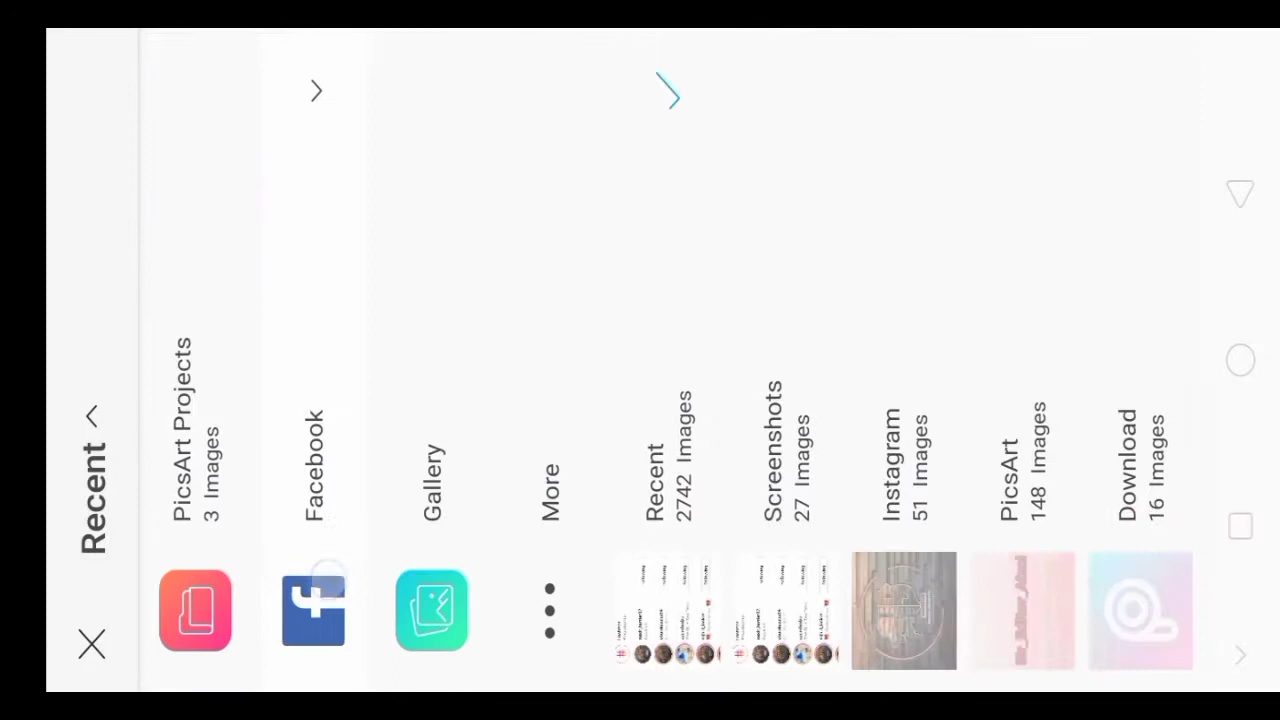 Recent
PicsArt Projects
3 Images
Facebook
Gallery
More
Recent
2742 Images
Screenshots
27 Images
Instagram
51 Images
PicsArt
148 Images
Download
16 Images